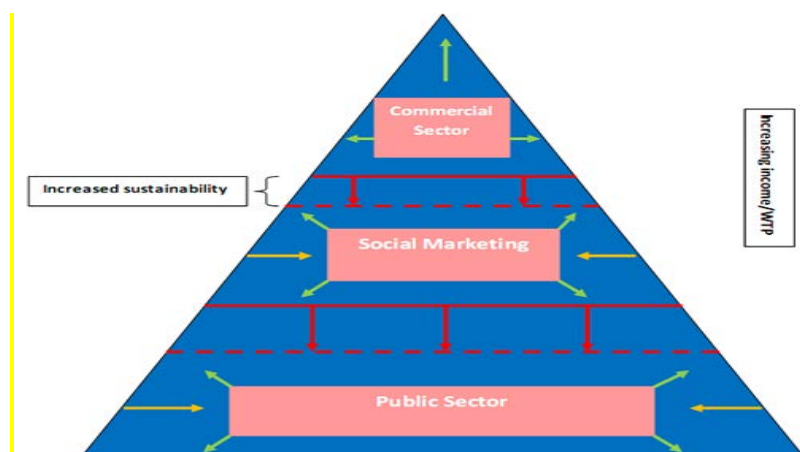 Commercial
Sector
Increased sustainability
Increasing income/WTP
Social Marketing
Public Sector